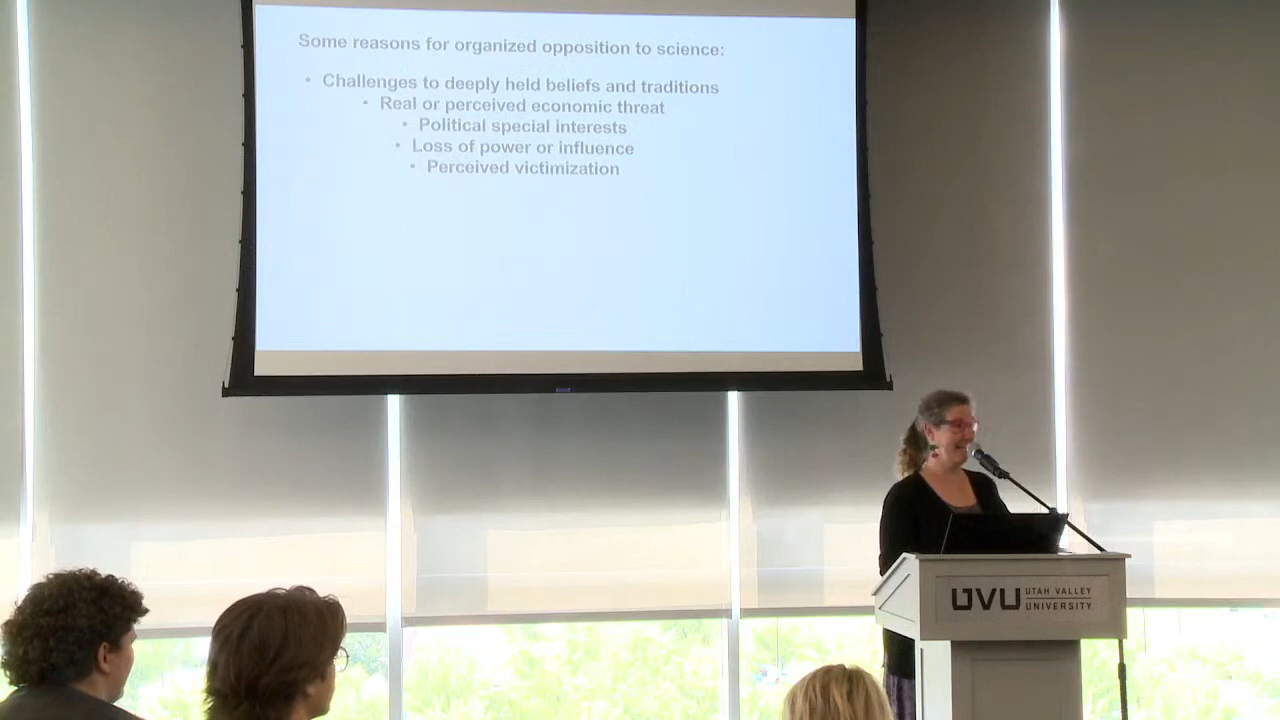 Some reasons for organized opposition to science:
• Challenges to deeply held beliefs and traditions
• Real or perceived economic threat
• Political special interests
• Loss of power or influence
• Perceived victimization
UVU UTAH VALLEY
UNIVERSITY